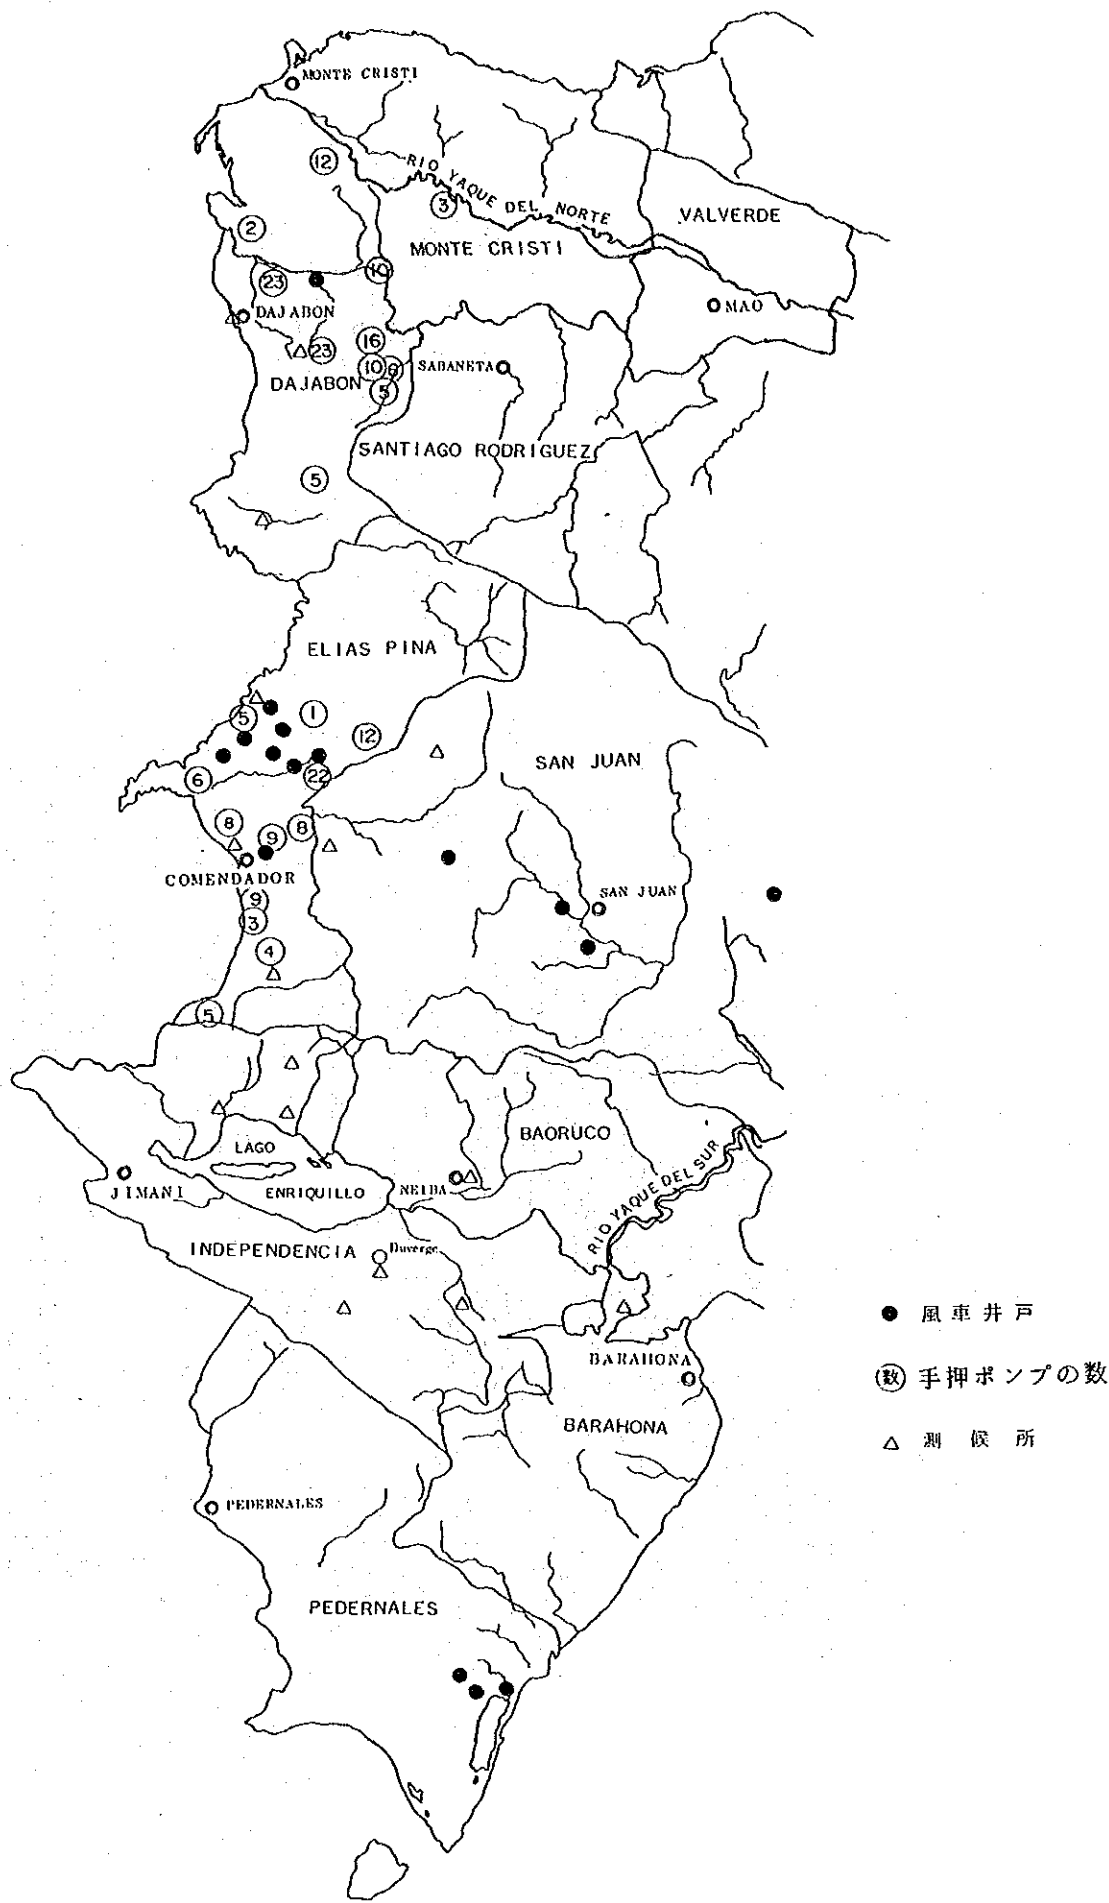 MONTE CRISTI
12
RIO YAQUE DEL NORTE
3
2
VALVERDE
MONTE CRISTI
10
23
MAO
DAJABON
16
23
10
6
SABANETA
DAJABON
5
SANTIAGO RODRIGUEZ
5
ELIAS PINA
5
1
12
SAN JUAN
6
22
8
9
8
COMENDADOR
SAN JUAN
9
3
4
5
BAORUCO
LAGO
RIO YAQUE DEL SUR
JIMANI
ENRIQUILLO
NEIBA
INDEPENDENCIA
Duverge
風車井戸
BARAHONA
数 手押ポンプの数
BARAHONA
測候所
PEDERNALES
PEDERNALES